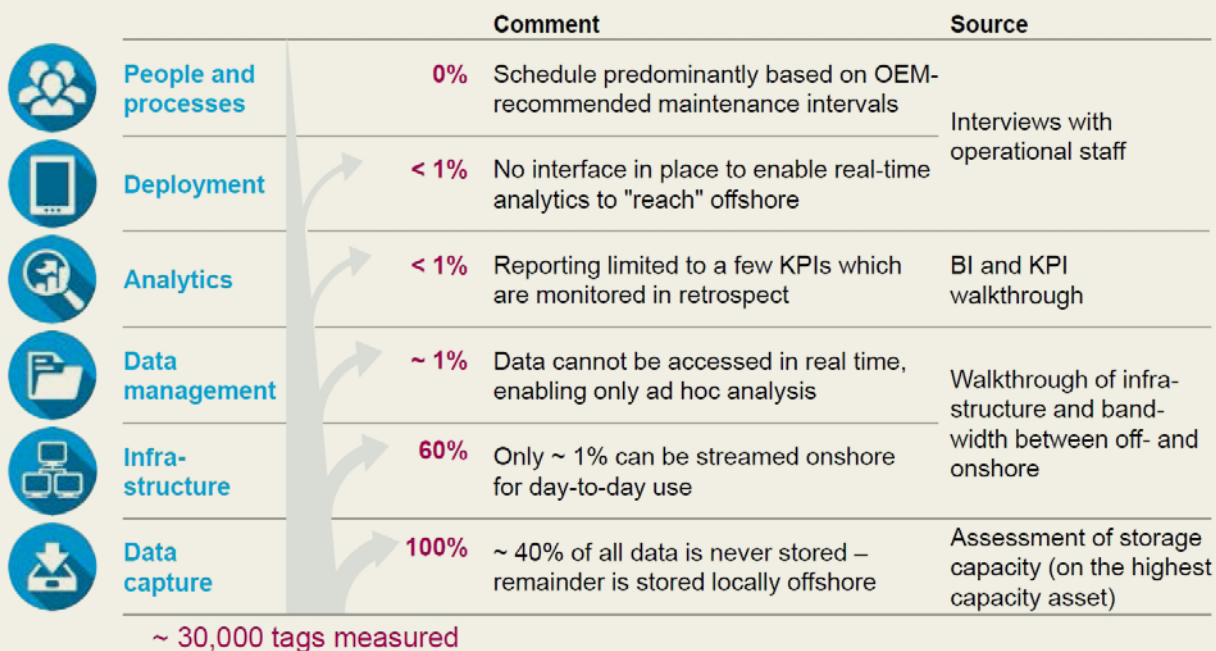 Comment
Source
People and
processes
0%
Schedule predominantly based on OEM-
recommended maintenance intervals
Interviews with
operational staff
Deployment
< 1%
No interface in place to enable real-time
analytics to "reach" offshore
Analytics
< 1%
Reporting limited to a few KPIs which
are monitored in retrospect
BI and KPI
walkthrough
Data
management
~ 1%
Data cannot be accessed in real time,
enabling only ad hoc analysis
Walkthrough of infra-
structure and band-
width between off- and
onshore
Infra-
structure
60%
Only ~ 1% can be streamed onshore
for day-to-day use
Data
capture
100%
~ 40% of all data is never stored –
remainder is stored locally offshore
Assessment of storage
capacity (on the highest
capacity asset)
~ 30,000 tags measured